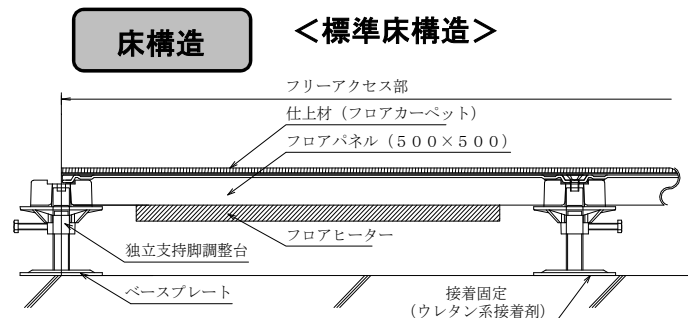 床構造
＜標準床構造＞
フリーアクセス部
仕上材（フロアカーペット）
フロアパネル（５００×５００）
フロアヒーター
独立支持脚調整台
ベースプレート
接着固定
（ウレタン系接着剤）